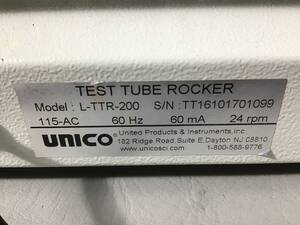 TEST TUBE ROCKER
Model : L-TTR-200 S/N :TT16101701099
115-AC 60 Hz 60 mA 24 rpm
UNICO® United Products & Instruments,inc
182 Ridge Road,Suite E,Dayton NJ 08810
www.unicosci.com 1-800-588-9776